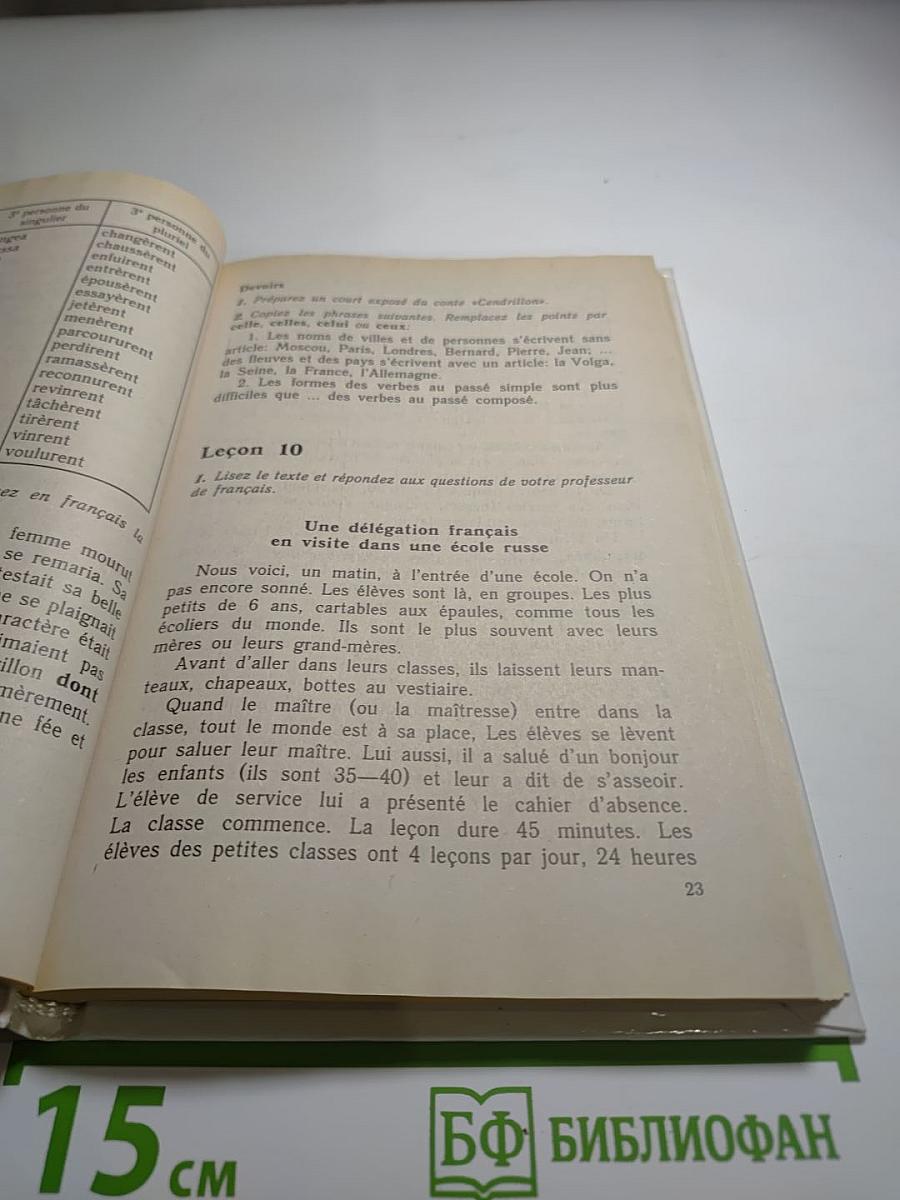 3e personne du
singulier
3e personne du
pluriel
changèrent
chaussèrent
enfuirent
entrèrent
épousèrent
essayèrent
jetèrent
menèrent
parcoururent
perdirent
ramassèrent
reconnurent
revinrent
tâchèrent
tirèrent
vinrent
voulurent
en français la
femme mourut
se remaria. Sa
sa belle
se plaignait
était
pas
dont
ne fée et
Devoirs
1. Préparez un court exposé du conte «Cendrillon».
2. Copiez les phrases suivantes. Remplacez les points par
celle, celles, celui ou ceux:
1. Les noms de villes et de personnes s'écrivent sans
article: Moscou, Paris, Londres, Bernard, Pierre, Jean; ...
des fleuves et des pays s'écrivent avec un article: la Volga,
la Seine, la France, l'Allemagne.
2. Les formes des verbes au passé simple sont plus
difficiles que ... des verbes au passé composé.
Leçon 10
1. Lisez le texte et répondez aux questions de votre professeur
de français.
Une délégation français
en visite dans une école russe
Nous voici, un matin, à l'entrée d'une école. On n'a
pas encore sonné. Les élèves sont là, en groupes. Les plus
petits de 6 ans, cartables aux épaules, comme tous les
écoliers du monde. Ils sont le plus souvent avec leurs
mères ou leurs grand-mères.
Avant d'aller dans leurs classes, ils laissent leurs man-
teaux, chapeaux, bottes au vestiaire.
Quand le maître (ou la maîtresse) entre dans la
classe, tout le monde est à sa place, Les élèves se lèvent
pour saluer leur maître. Lui aussi, il a salué d'un bonjour
les enfants (ils sont 35—40) et leur a dit de s'asseoir.
L'élève de service lui a présenté le cahier d'absence.
La classe commence. La leçon dure 45 minutes. Les
élèves des petites classes ont 4 leçons par jour, 24 heures
23
15 см
БФ БИБЛИОФАН